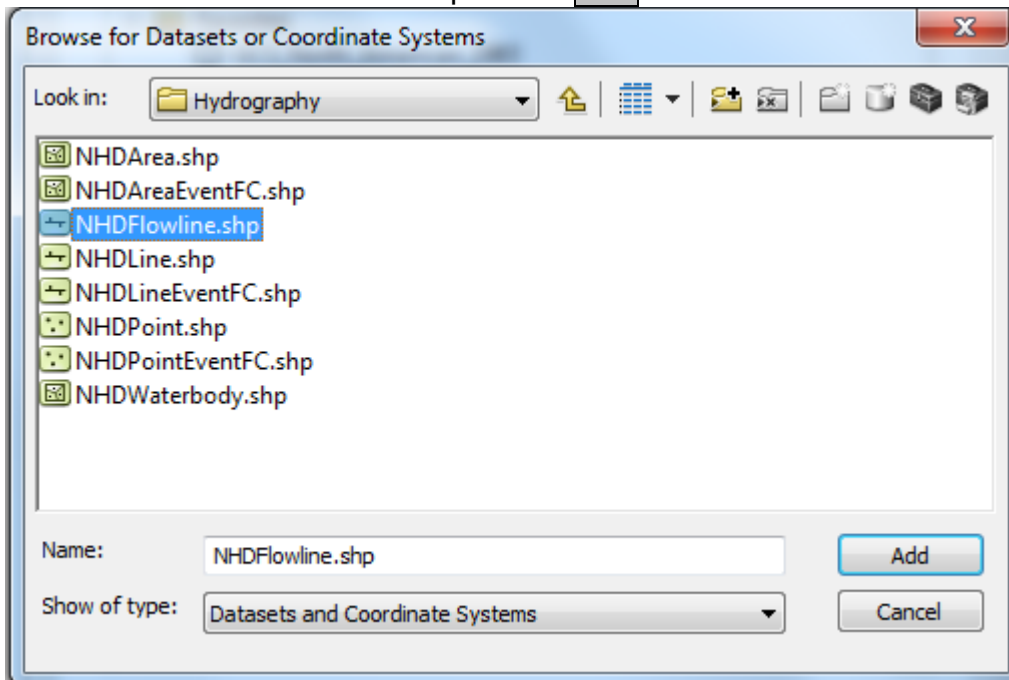 Browse for Datasets or Coordinate Systems
Look in: Hydrography
NHDArea.shp
NHDAreaEventFC.shp
NHDFlowline.shp
NHDLine.shp
NHDLineEventFC.shp
NHDPoint.shp
NHDPointEventFC.shp
NHDWaterbody.shp
Name: NHDFlowline.shp Add
Show of type: Datasets and Coordinate Systems Cancel